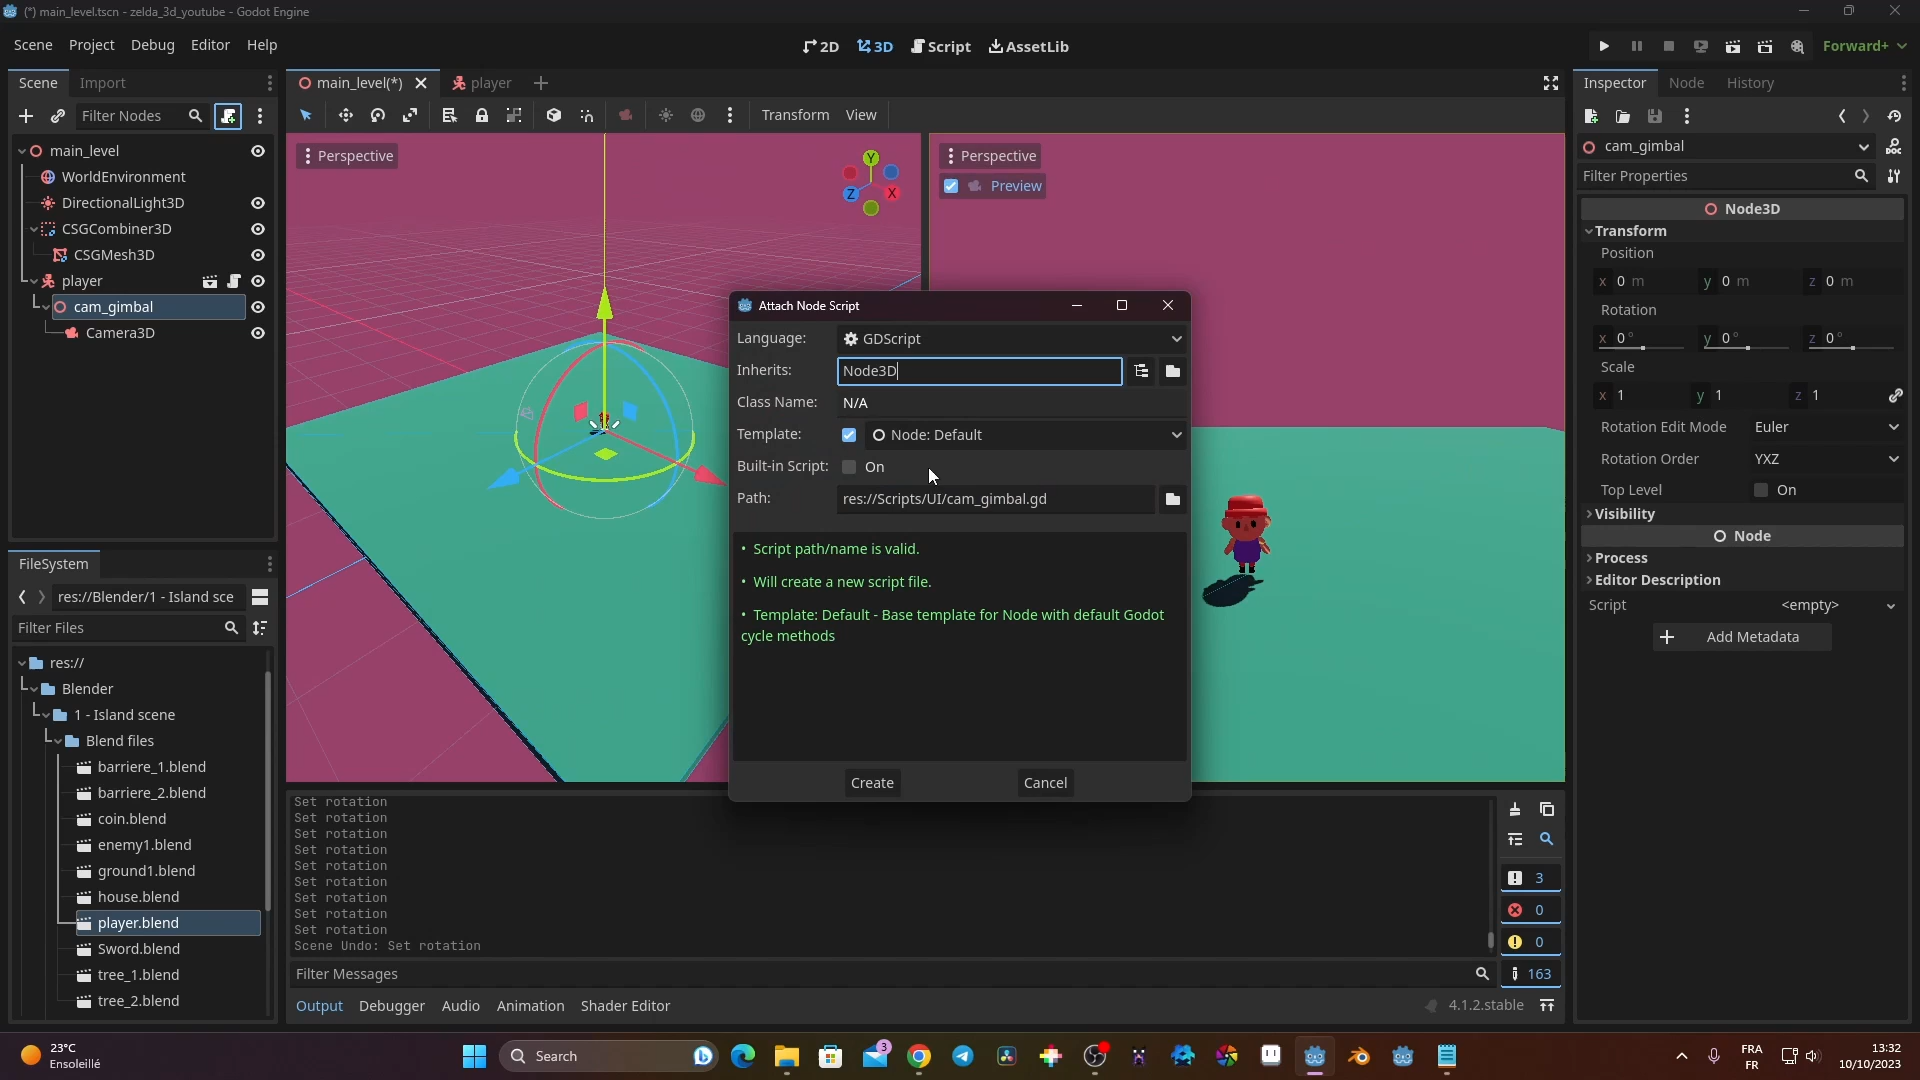 (*) main_level.tscn - zelda_3d_youtube - Godot Engine
Scene Project Debug Editor Help
2D 3D Script AssetLib
Forward+
Scene Import
main_level(*) player
Inspector Node History
Filter Nodes
Transform View
main_level
WorldEnvironment
DirectionalLight3D
CSGCombiner3D
CSGMesh3D
player
cam_gimbal
Camera3D
Perspective
Y
Z
X
Perspective
Preview
Attach Node Script
Language: GDScript
Inherits: Node3D
Class Name: N/A
Template: Node: Default
Built-in Script: On
Path: res://Scripts/UI/cam_gimbal.gd
• Script path/name is valid.
• Will create a new script file.
• Template: Default - Base template for Node with default Godot
cycle methods
Create Cancel
cam_gimbal
Filter Properties
Node3D
Transform
Position
x 0 m y 0 m z 0 m
Rotation
x 0 ° y 0 ° z 0 °
Scale
x 1 y 1 z 1
Rotation Edit Mode Euler
Rotation Order YXZ
Top Level On
Visibility
Node
Process
Editor Description
Script <empty>
Add Metadata
FileSystem
res://Blender/1 - Island sce
Filter Files
res://
Blender
1 - Island scene
Blend files
barriere_1.blend
barriere_2.blend
coin.blend
enemy1.blend
ground1.blend
house.blend
player.blend
Sword.blend
tree_1.blend
tree_2.blend
Set rotation
Set rotation
Set rotation
Set rotation
Set rotation
Set rotation
Set rotation
Set rotation
Set rotation
Scene Undo: Set rotation
3
0
0
163
Filter Messages
Output Debugger Audio Animation Shader Editor
4.1.2.stable
23°C
Ensoleillé
Search
3
FRA
FR
13:32
10/10/2023